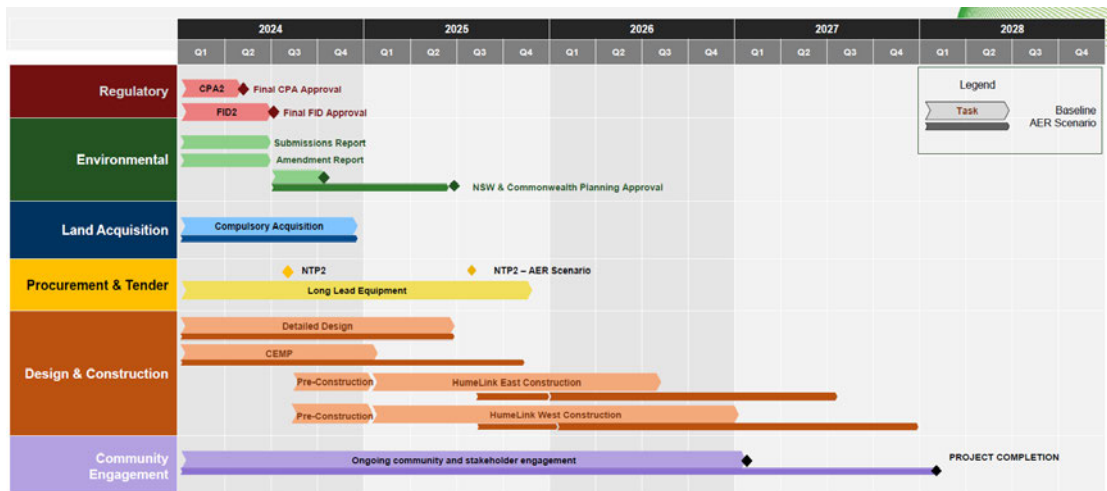 2024 2025 2026 2027 2028
Q1 Q2 Q3 Q4 Q1 Q2 Q3 Q4 Q1 Q2 Q3 Q4 Q1 Q2 Q3 Q4 Q1 Q2 Q3 Q4
Regulatory
CPA2 Final CPA Approval
FID2 Final FID Approval
Legend
Task
Baseline
AER Scenario
Environmental
Submissions Report
Amendment Report
NSW & Commonwealth Planning Approval
Land Acquisition
Compulsory Acquisition
Procurement & Tender
NTP2 NTP2 – AER Scenario
Long Lead Equipment
Design & Construction
Detailed Design
CEMP
Pre-Construction HumeLink East Construction
Pre-Construction HumeLink West Construction
Community
Engagement
Ongoing community and stakeholder engagement
PROJECT COMPLETION